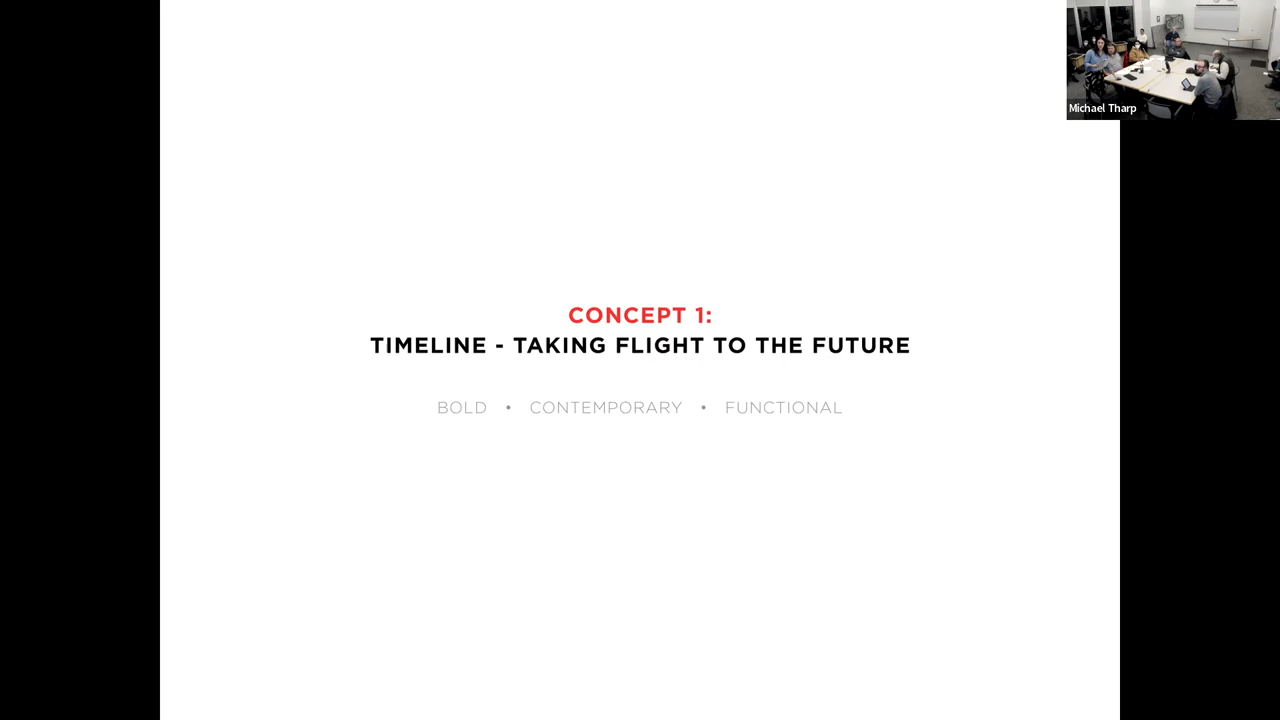 Michael Tharp
CONCEPT 1:
TIMELINE - TAKING FLIGHT TO THE FUTURE
BOLD • CONTEMPORARY • FUNCTIONAL